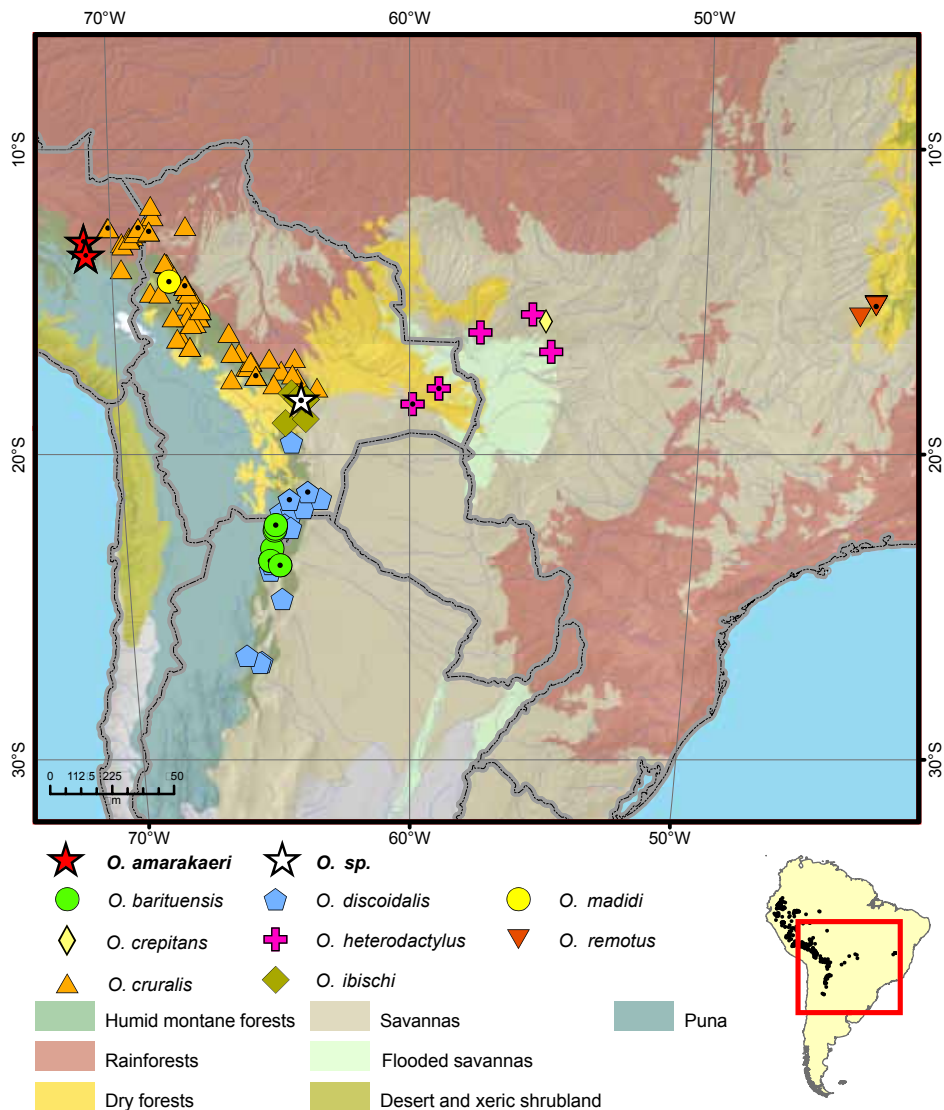 70°W 60°W 50°W
10°S 10°S
20°S 20°S
30°S 30°S
0 112.5 225 50
m
70°W 60°W 50°W
O. amarakaeri O. sp.
O. barituensis O. discoidalis O. madidi
O. crepitans O. heterodactylus O. remotus
O. cruralis O. ibischi
Humid montane forests Savannas Puna
Rainforests Flooded savannas
Dry forests Desert and xeric shrubland